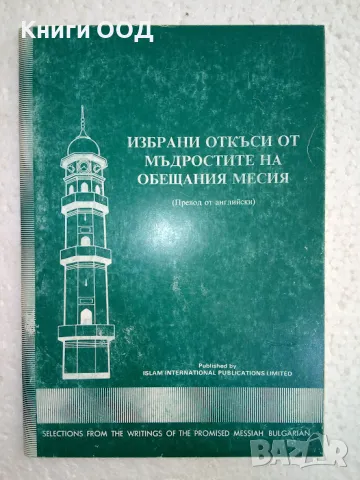 Книги ООД
ИЗБРАНИ ОТКЪСИ ОТ
МЪДРОСТИТЕ НА
ОБЕЩАНИЯ МЕСИЯ
(Превод от английски)
Published by
ISLAM INTERNATIONAL PUBLICATIONS LIMITED
SELECTIONS FROM THE WRITINGS OF THE PROMISED MESSIAH, BULGARIAN
BAZAR